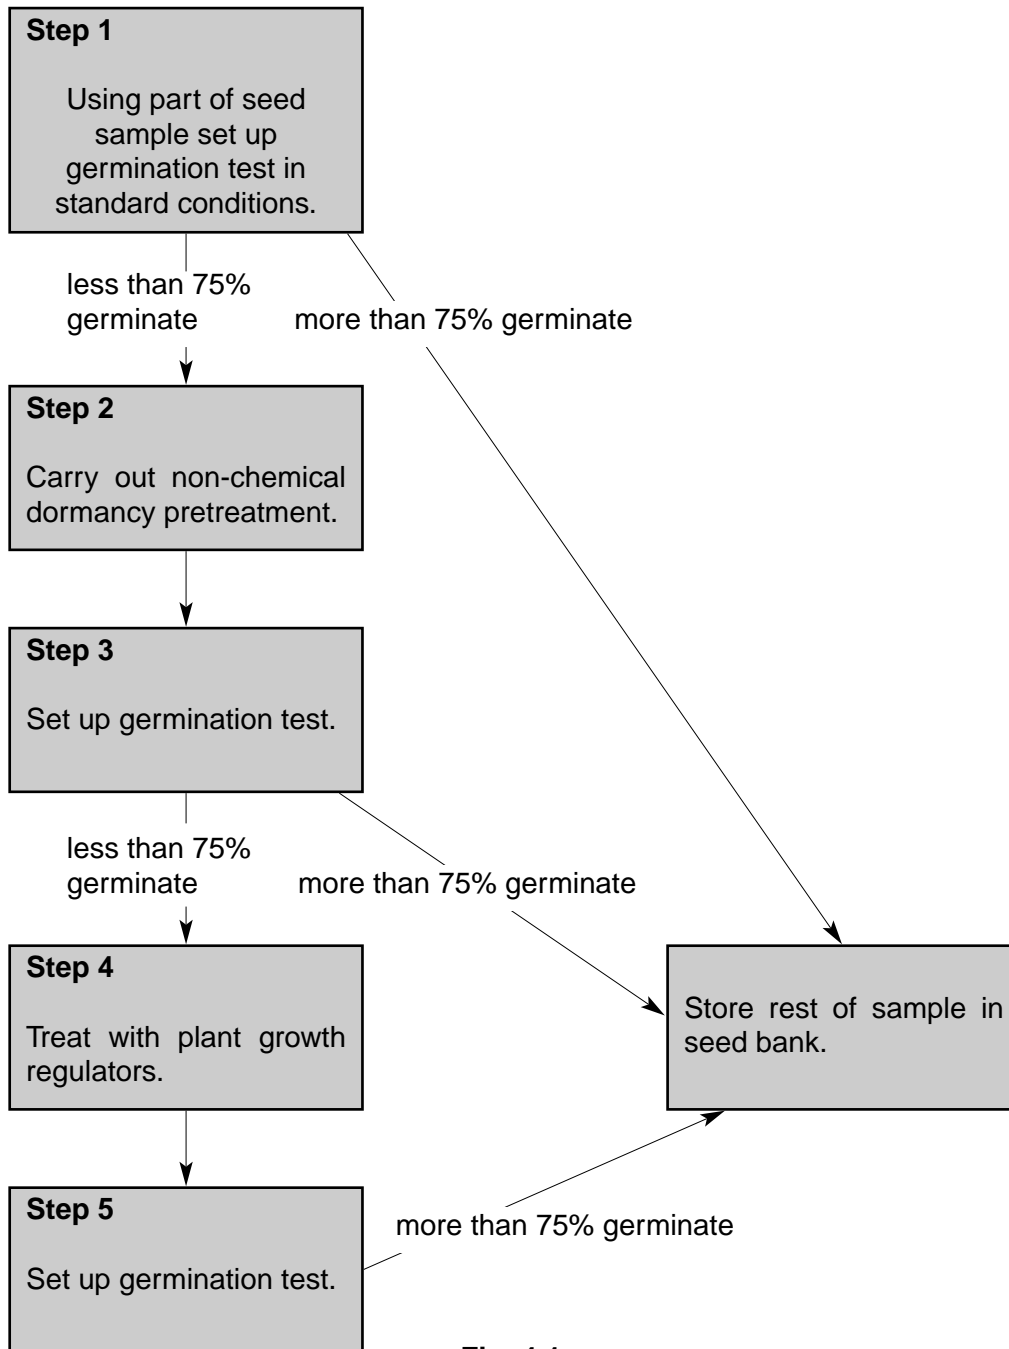 Step 1
Using part of seed
sample set up
germination test in
standard conditions.
less than 75%
germinate
more than 75% germinate
Step 2
Carry out non-chemical
dormancy pretreatment.
Step 3
Set up germination test.
less than 75%
germinate
more than 75% germinate
Step 4
Treat with plant growth
regulators.
Store rest of sample in
seed bank.
Step 5
Set up germination test.
more than 75% germinate